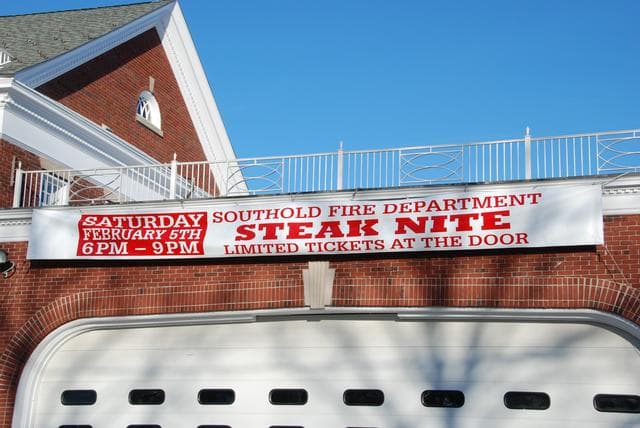 SATURDAY
FEBRUARY 5TH
6PM - 9PM
SOUTHOLD FIRE DEPARTMENT
STEAK NITE
LIMITED TICKETS AT THE DOOR